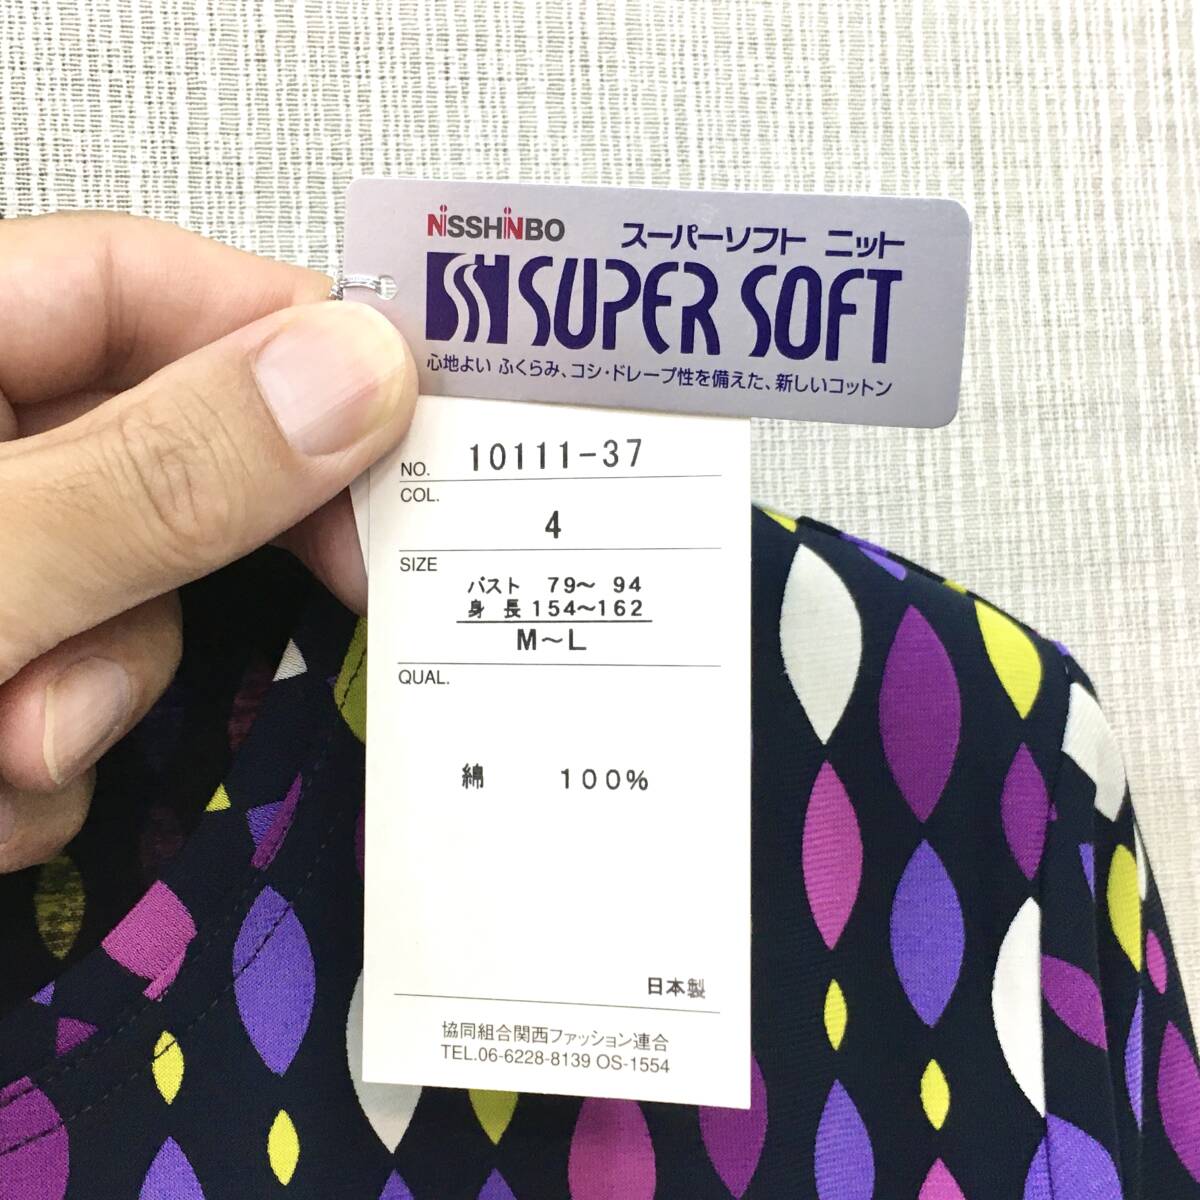 NISSHINBO スーパーソフト ニット
SUPER SOFT
心地よい ふくらみ、コシ・ドレープ性を備えた、新しいコットン
NO. 10111-37
COL.
4
SIZE
バスト 79〜 94
身 長 154〜162
M〜L
QUAL.
綿 100%
日本製
協同組合関西ファッション連合
TEL.06-6228-8139 OS-1554